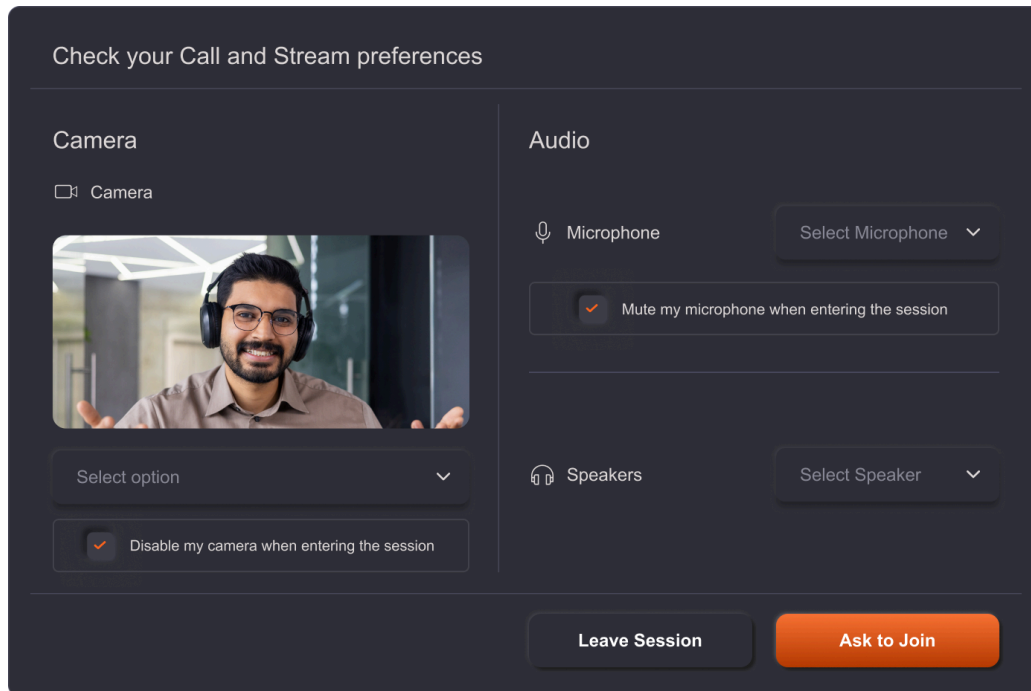 Check your Call and Stream preferences
Camera
Camera
Select option
Disable my camera when entering the session
Audio
Microphone
Select Microphone
Mute my microphone when entering the session
Speakers
Select Speaker
Leave Session
Ask to Join